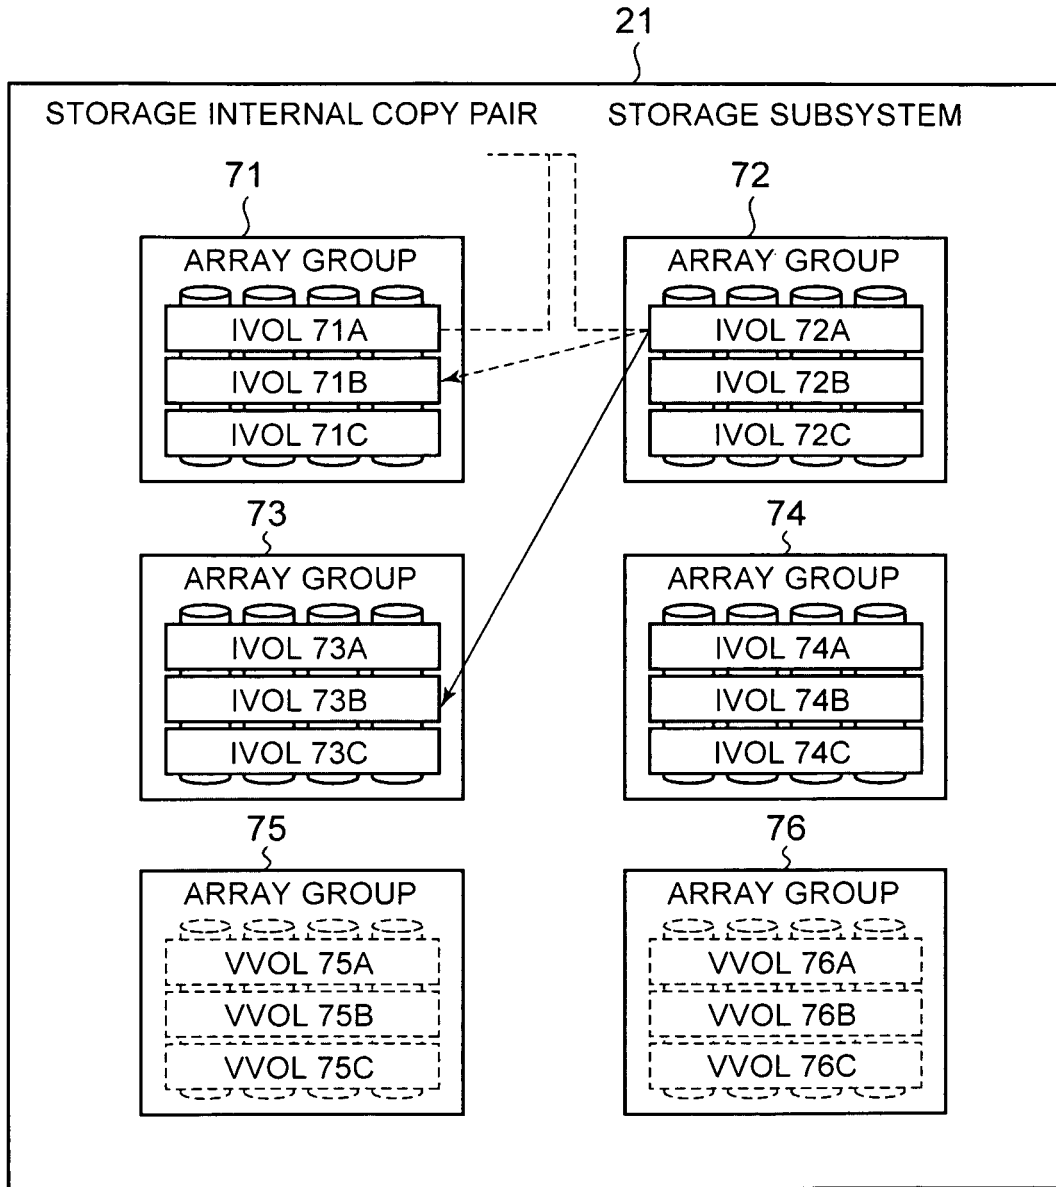 21
STORAGE INTERNAL COPY PAIR
STORAGE SUBSYSTEM
71
72
ARRAY GROUP
IVOL 71A
IVOL 71B
IVOL 71C
ARRAY GROUP
IVOL 72A
IVOL 72B
IVOL 72C
73
74
ARRAY GROUP
IVOL 73A
IVOL 73B
IVOL 73C
ARRAY GROUP
IVOL 74A
IVOL 74B
IVOL 74C
75
76
ARRAY GROUP
VVOL 75A
VVOL 75B
VVOL 75C
ARRAY GROUP
VVOL 76A
VVOL 76B
VVOL 76C